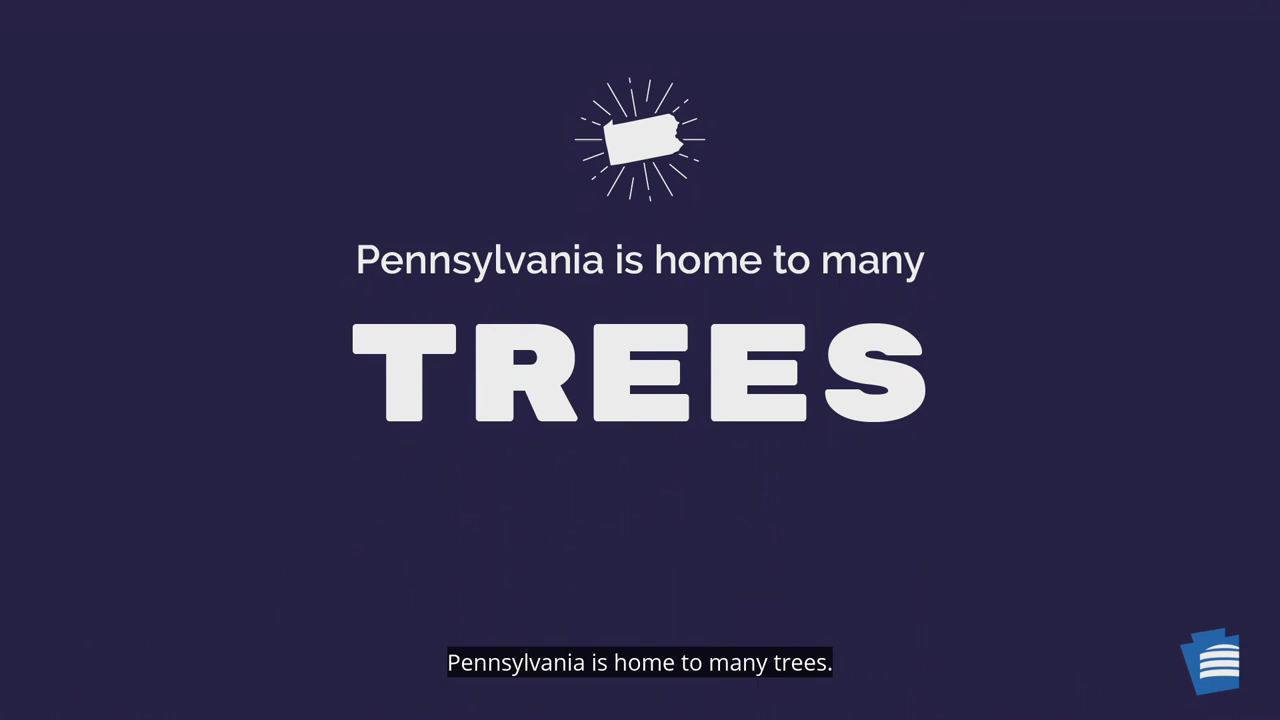 Pennsylvania is home to many
TREES
Pennsylvania is home to many trees.